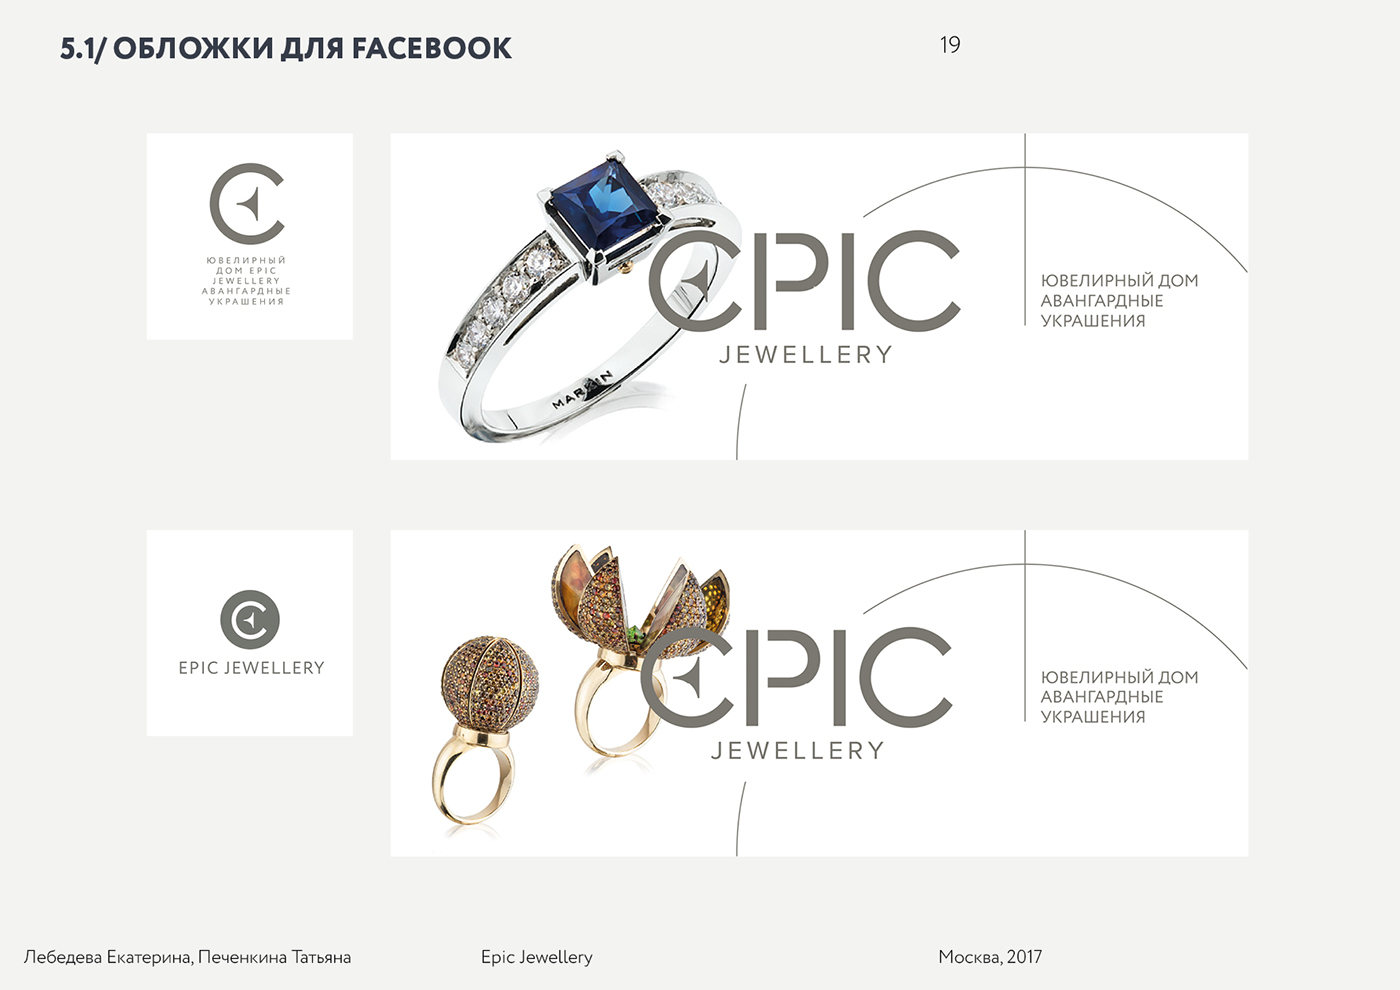 5.1/ ОБЛОЖКИ ДЛЯ FACEBOOK
19
ЮВЕЛИРНЫЙ
ДОМ EPIC
JEWELLERY
АВАНГАРДНЫЕ
УКРАШЕНИЯ
EPIC
JEWELLERY
ЮВЕЛИРНЫЙ ДОМ
АВАНГАРДНЫЕ
УКРАШЕНИЯ
EPIC JEWELLERY
EPIC
JEWELLERY
ЮВЕЛИРНЫЙ ДОМ
АВАНГАРДНЫЕ
УКРАШЕНИЯ
Лебедева Екатерина, Печенкина Татьяна
Epic Jewellery
Москва, 2017